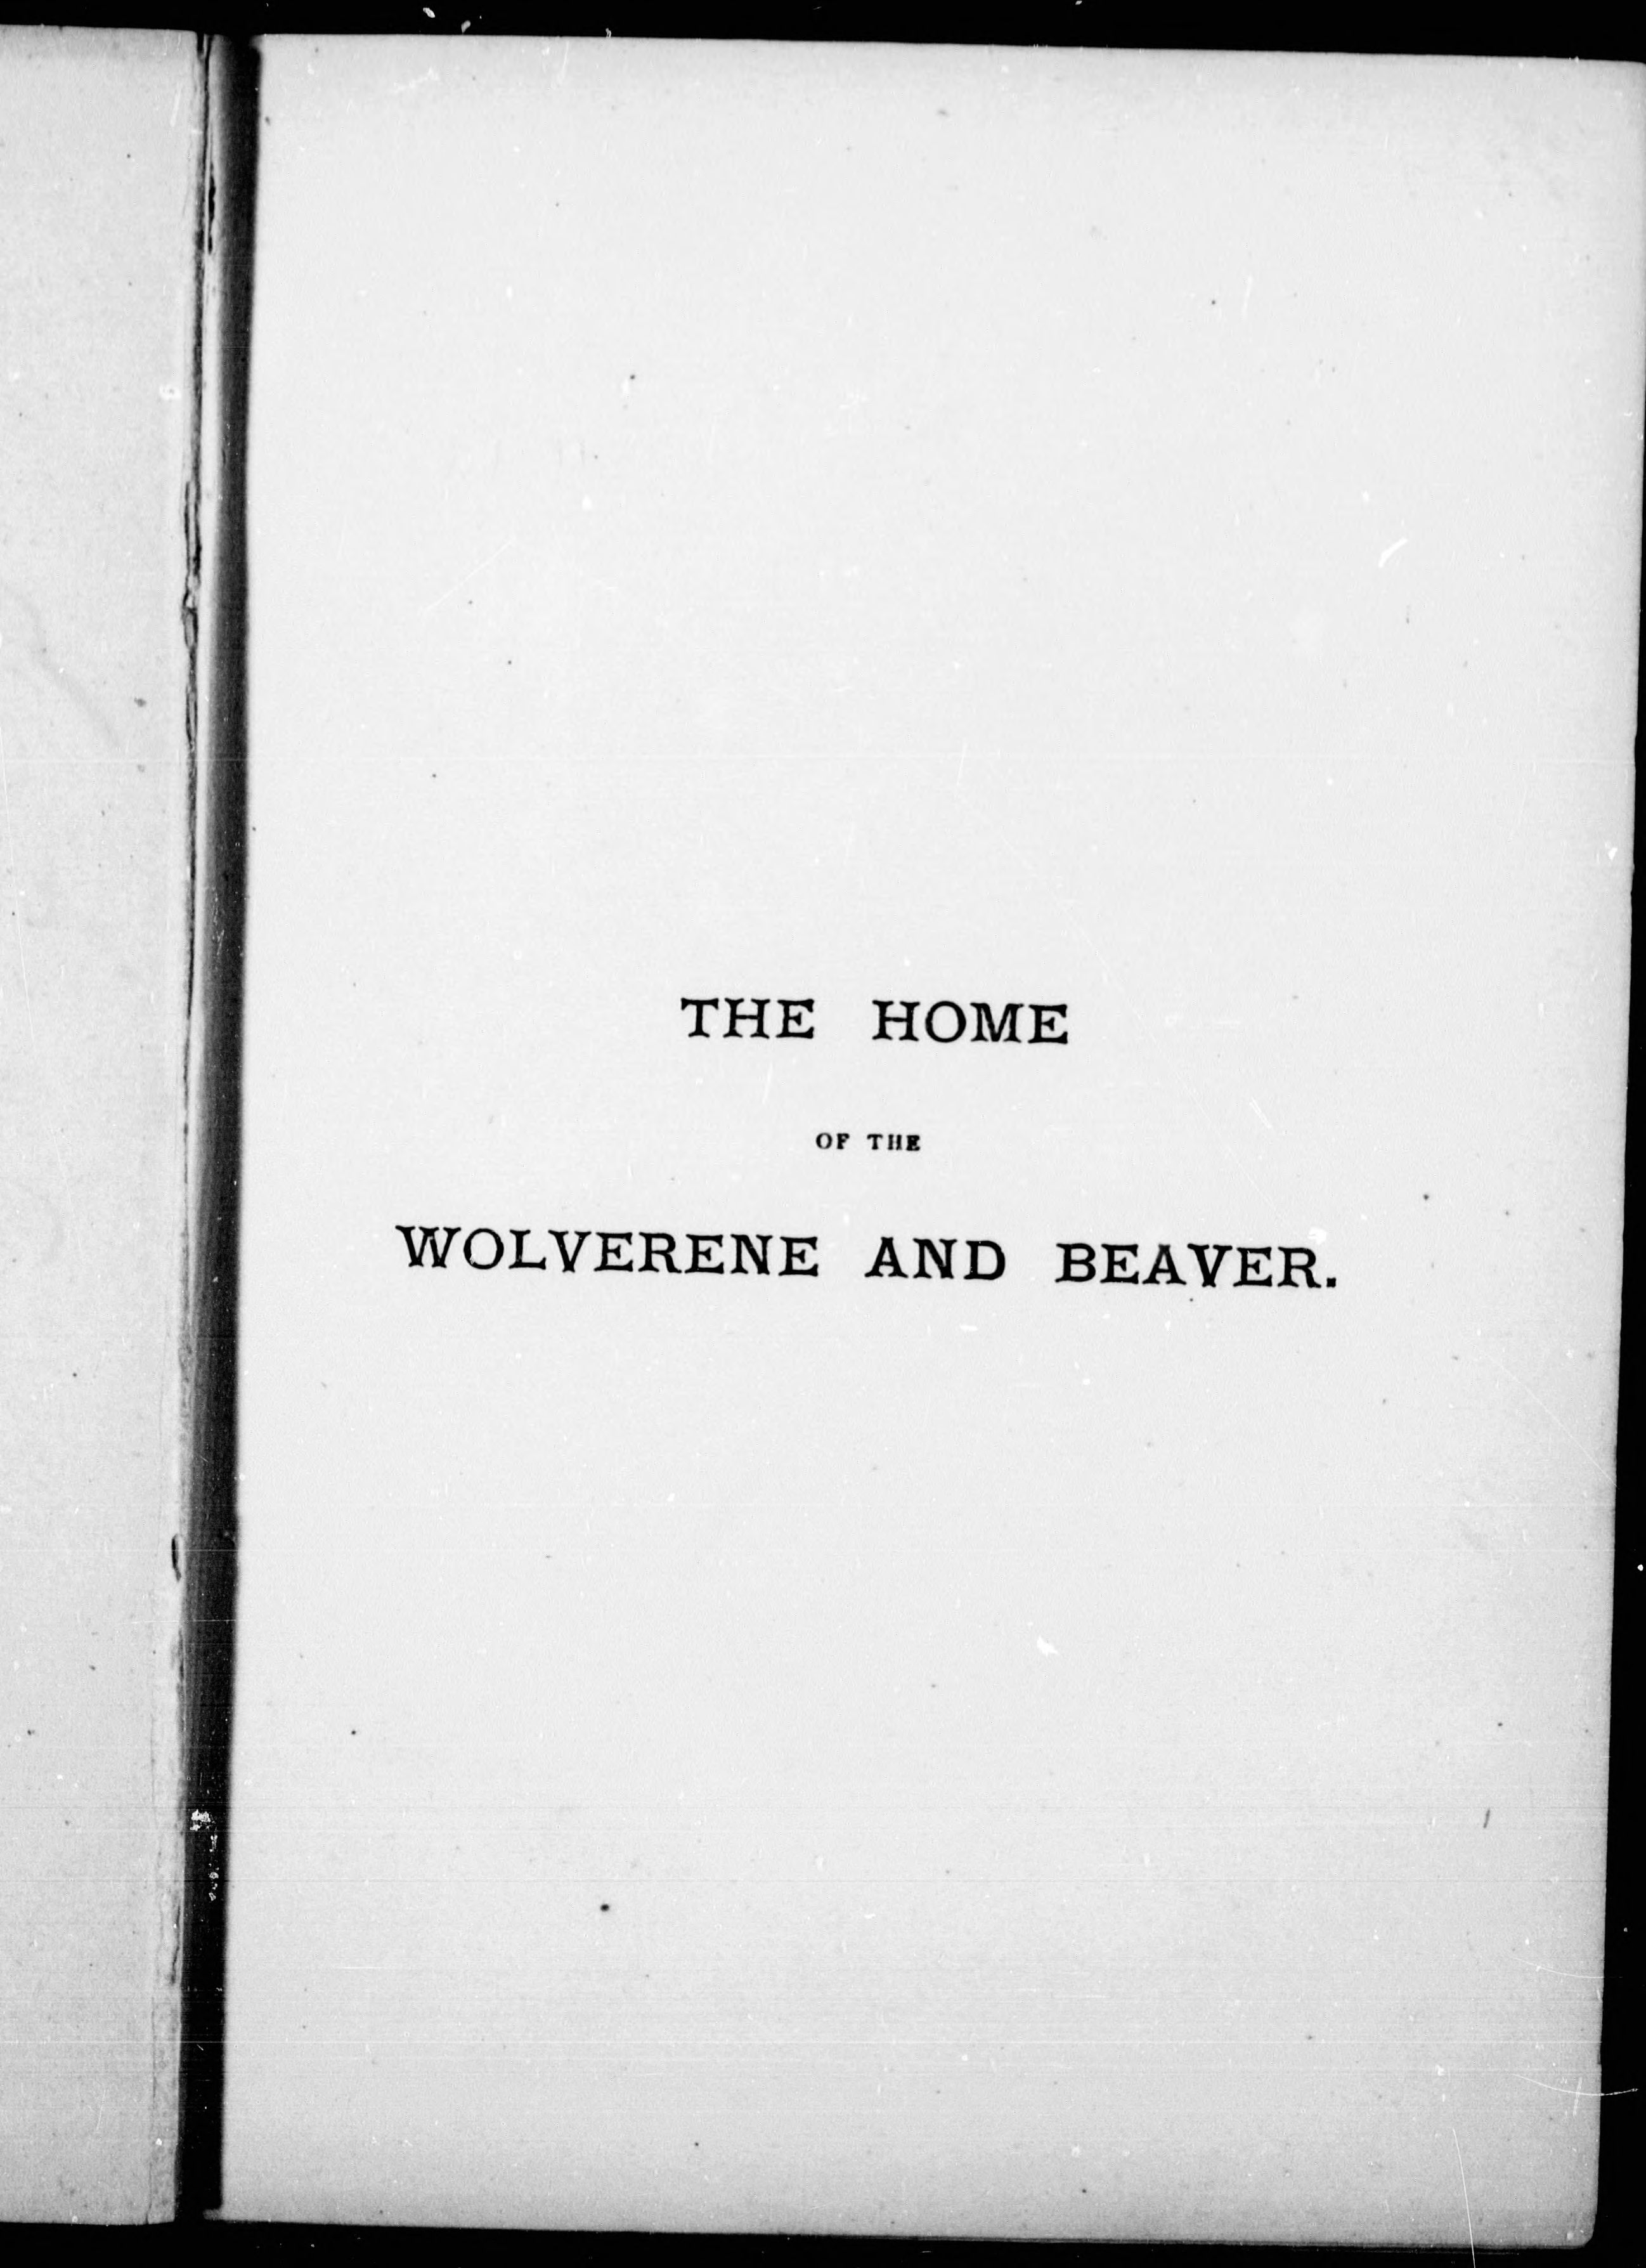 THE HOME
OF THE
WOLVERENE AND BEAVER.